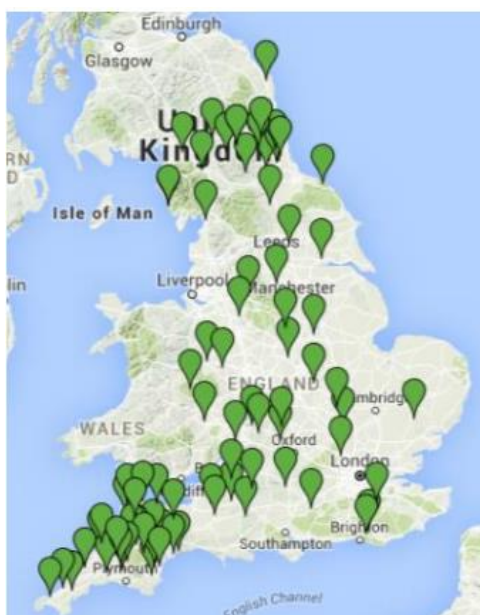 Edinburgh
Glasgow
United
Kingdom
Isle of Man
Leeds
Liverpool
Manchester
ENGLAND
WALES
Oxford
London
Southampton
Brighton
Plymouth
English Channel